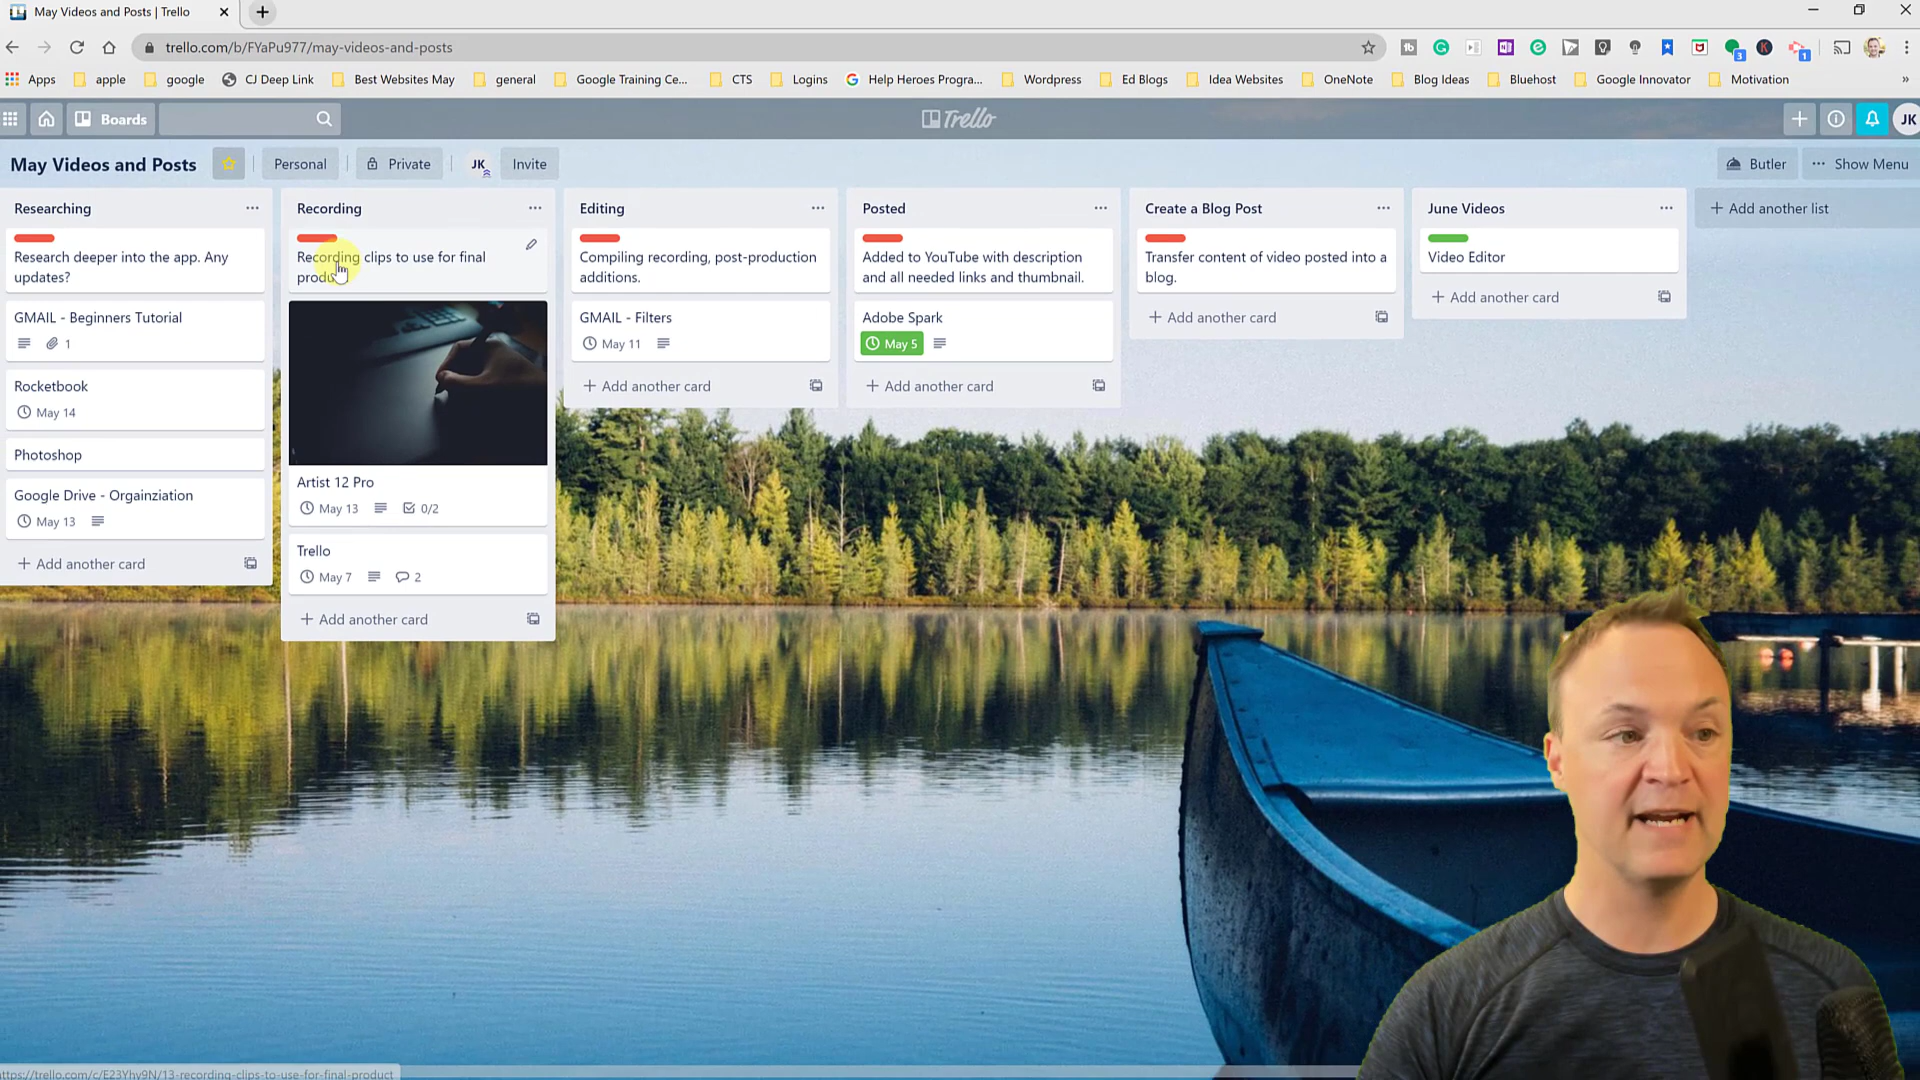 May Videos and Posts | Trello
trello.com/b/FYaPu977/may-videos-and-posts
Apps
apple
google
CJ Deep Link
Best Websites May
general
Google Training Ce...
CTS
Logins
Help Heroes Progra...
Wordpress
Ed Blogs
Idea Websites
OneNote
Blog Ideas
Bluehost
Google Innovator
Motivation
»
3
1
Boards
Trello
JK
May Videos and Posts
Personal
Private
JK
Invite
Butler
Show Menu
Researching
Research deeper into the app. Any
updates?
GMAIL - Beginners Tutorial
1
Rocketbook
May 14
Photoshop
Google Drive - Orgainziation
May 13
+ Add another card
Recording
Recording clips to use for final
Artist 12 Pro
May 13
0/2
Trello
May 7
2
+ Add another card
Editing
Compiling recording, post-production
additions.
GMAIL - Filters
May 11
+ Add another card
Posted
Added to YouTube with description
and all needed links and thumbnail.
Adobe Spark
May 5
+ Add another card
Create a Blog Post
Transfer content of video posted into a
blog.
+ Add another card
June Videos
Video Editor
+ Add another card
+ Add another list
https://trello.com/c/E23Yhy9N/13-recording-clips-to-use-for-final-product